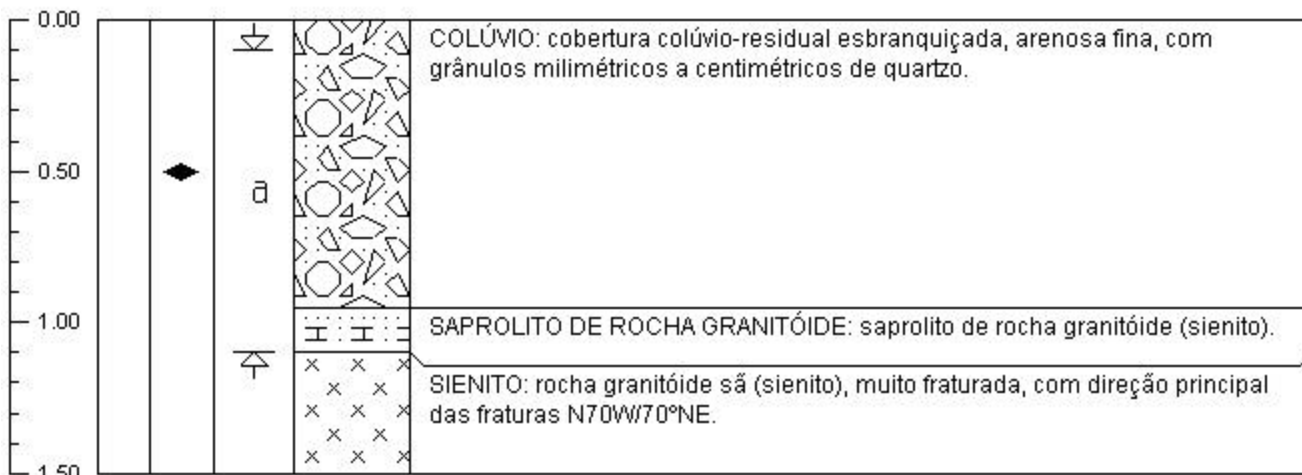 0.00
COLÚVIO: cobertura colúvio-residual esbranquiçada, arenosa fina, com
grânulos milimétricos a centimétricos de quartzo.
0.50
a
1.00
SAPROLITO DE ROCHA GRANITÓIDE: saprolito de rocha granitóide (sienito).
SIENITO: rocha granitóide sã (sienito), muito fraturada, com direção principal
das fraturas N70W/70ºNE.
1.50